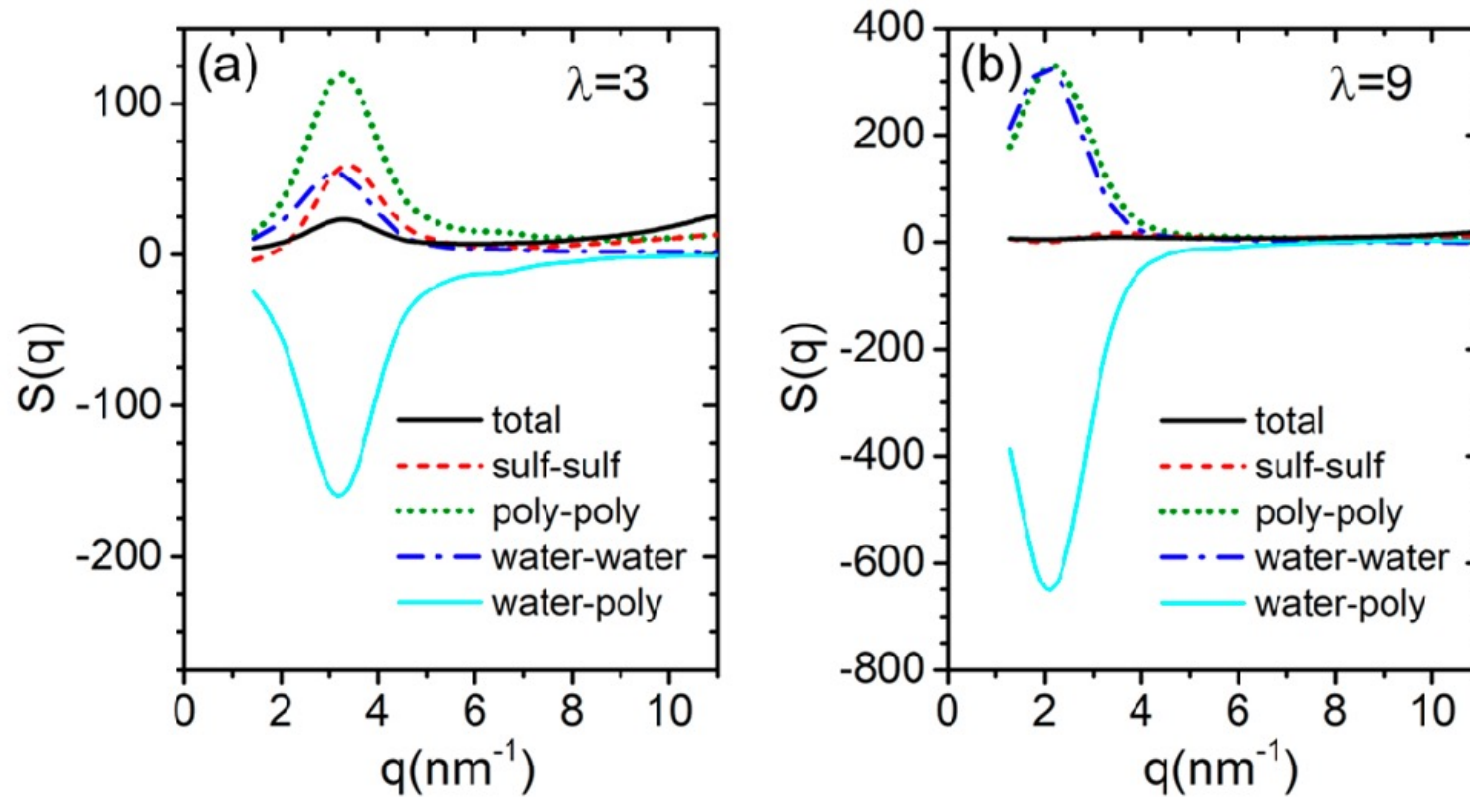 (a)
λ=3
100
0
-100
-200
S(q)
total
sulf-sulf
poly-poly
water-water
water-poly
0 2 4 6 8 10
q(nm⁻¹)
(b)
λ=9
400
200
0
-200
-400
-600
-800
S(q)
total
sulf-sulf
poly-poly
water-water
water-poly
0 2 4 6 8 10
q(nm⁻¹)